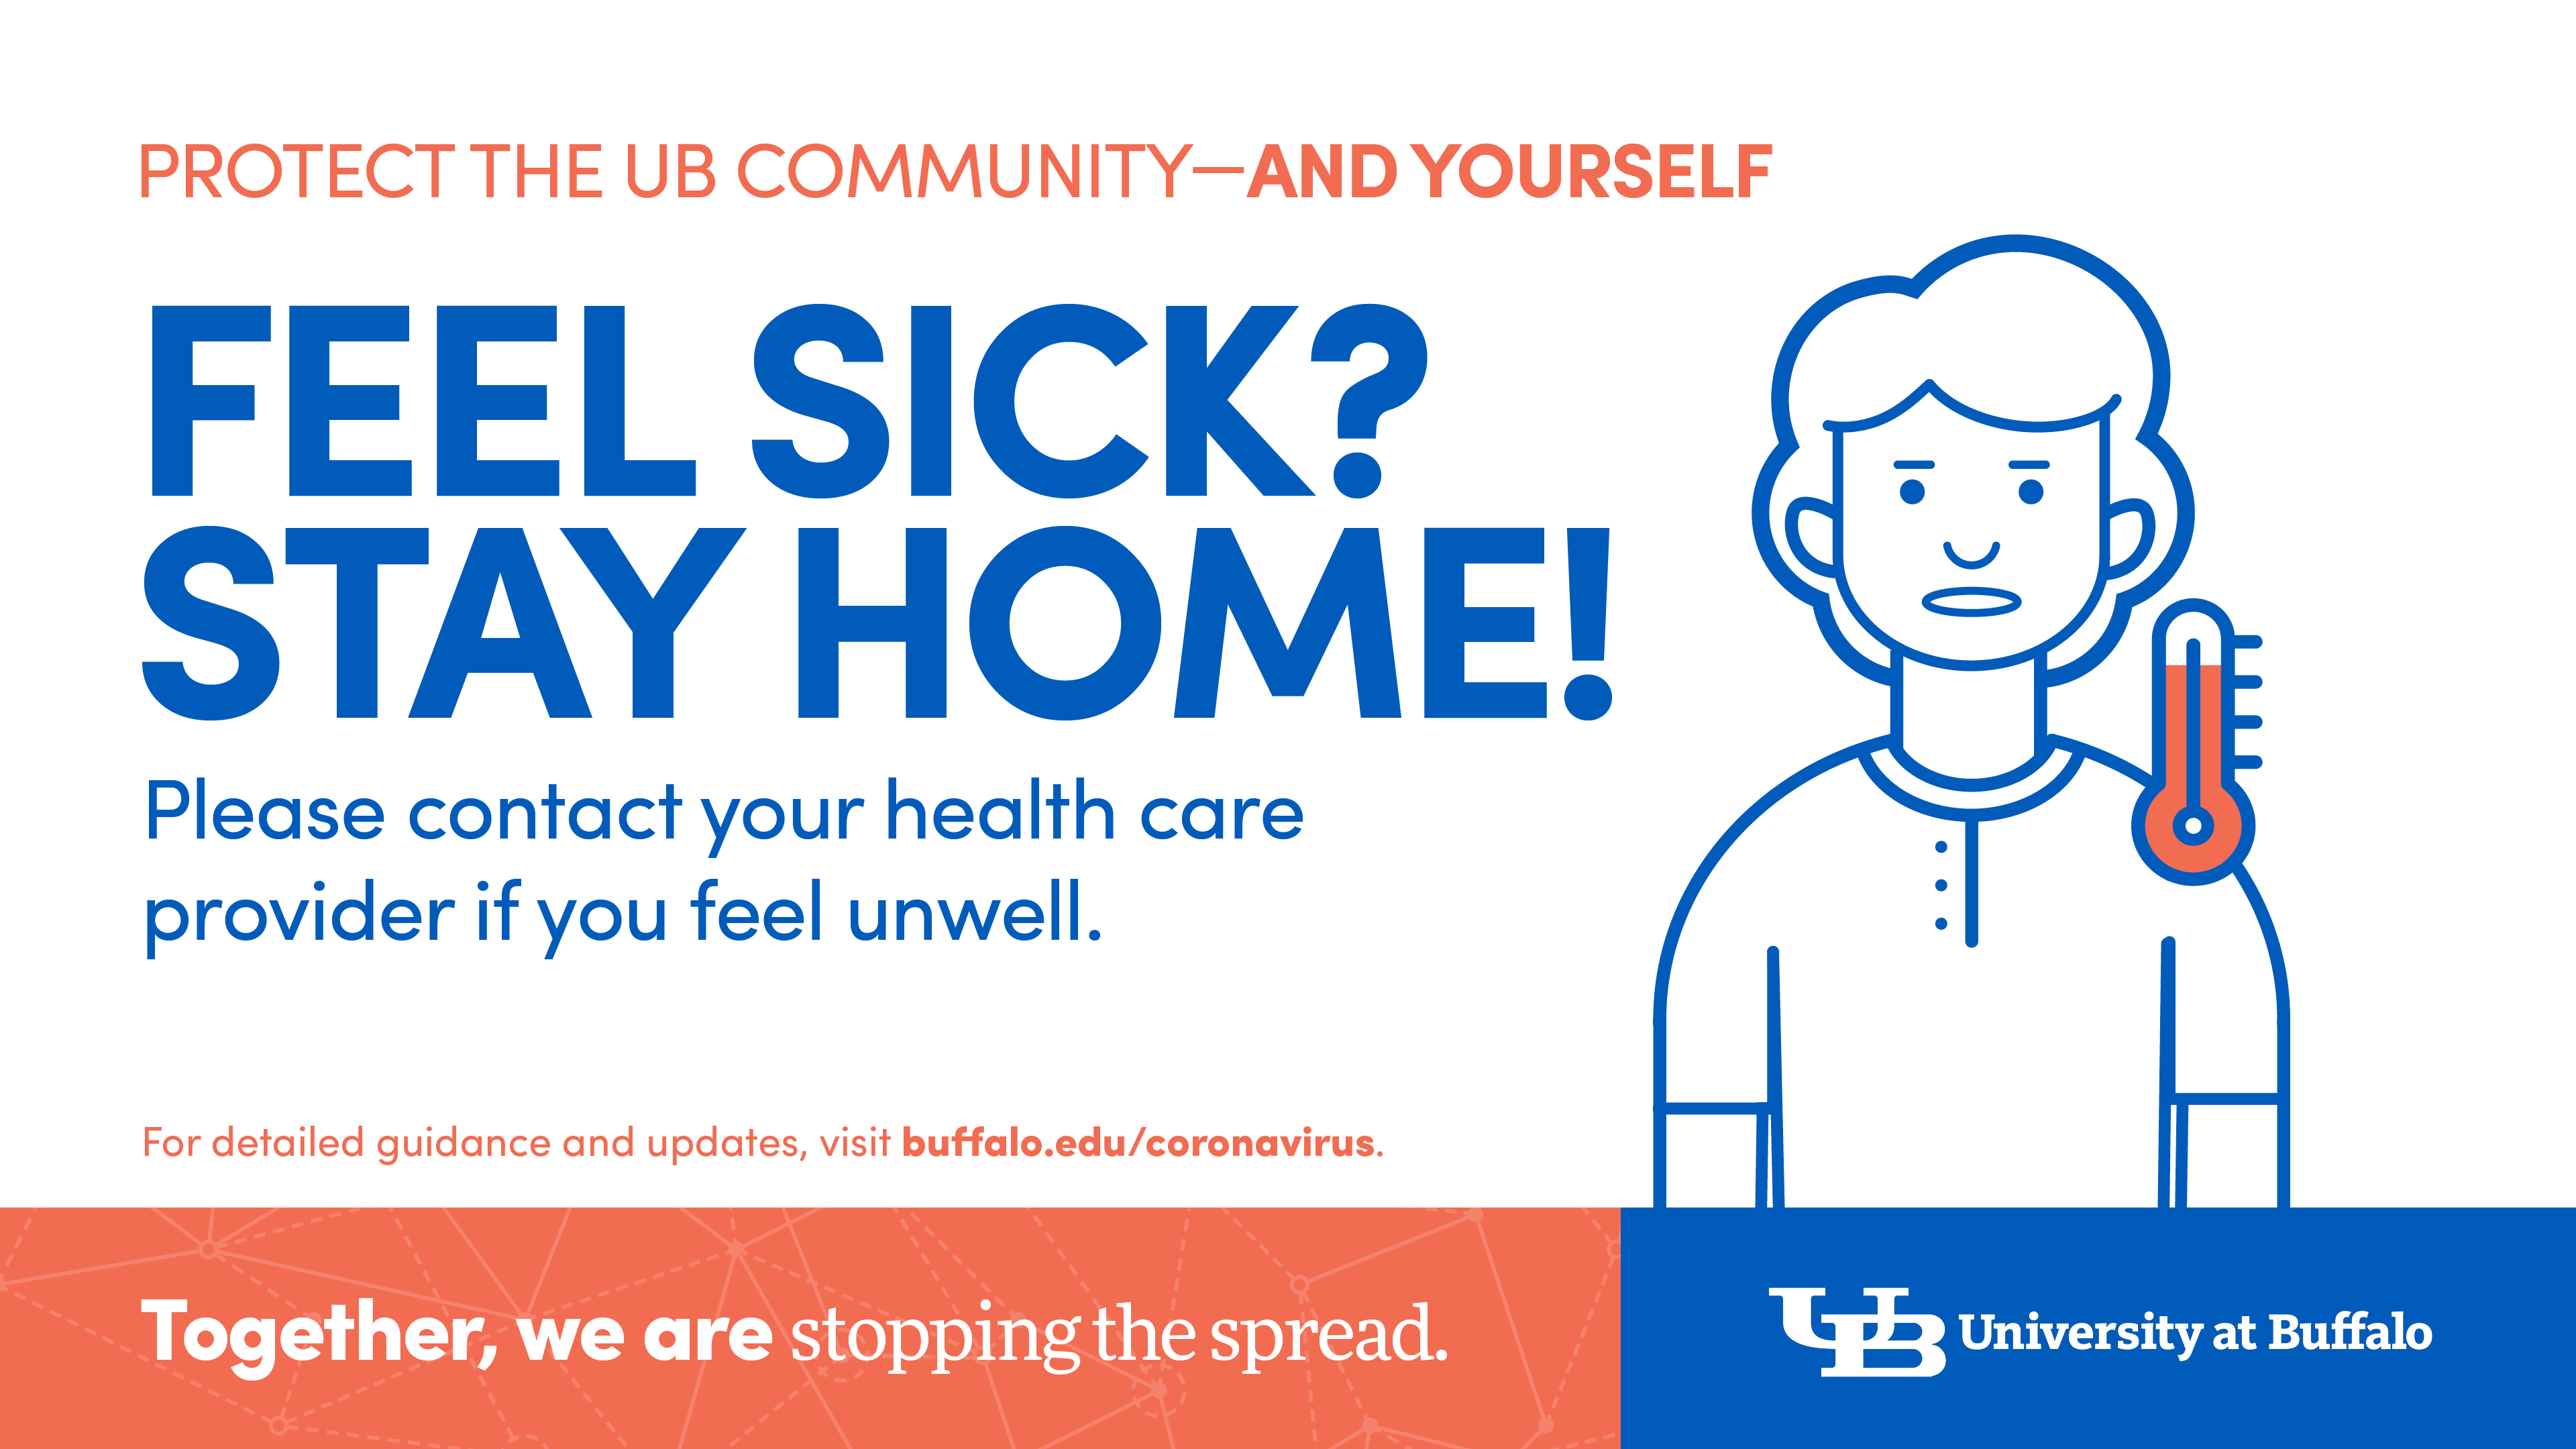 PROTECT THE UB COMMUNITY—AND YOURSELF
FEEL SICK?
STAY HOME!
Please contact your health care
provider if you feel unwell.
For detailed guidance and updates, visit buffalo.edu/coronavirus.
Together, we are stopping the spread.
UB University at Buffalo